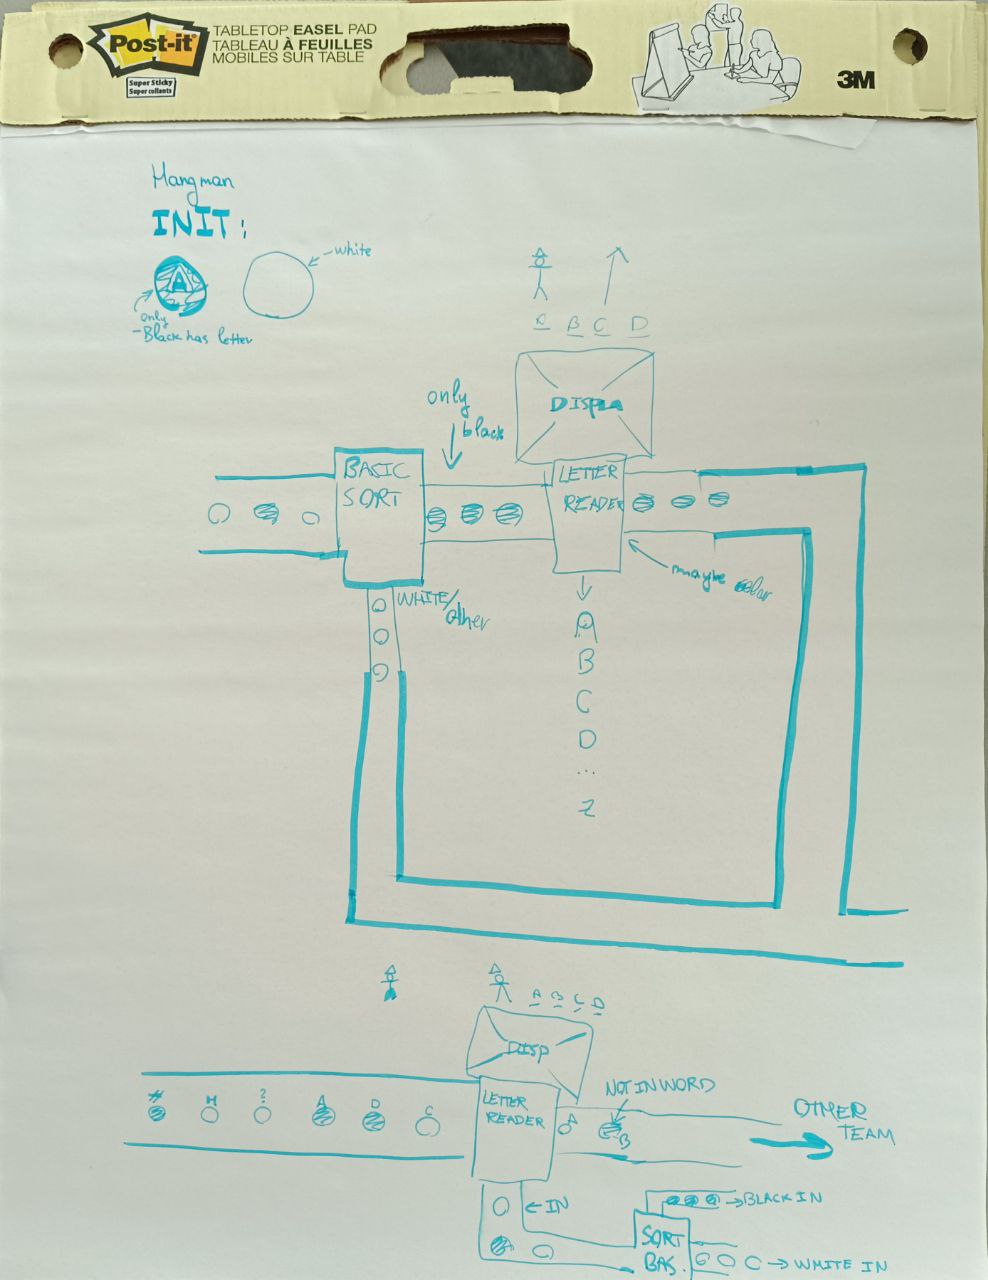 Post-it
Super Sticky
Super collants
TABLETOP EASEL PAD
TABLEAU À FEUILLES
MOBILES SUR TABLE
3M
Hangman
INIT:
A
white
only
-Black has letter
A B C D
DISPLA
only
black
BASIC
SORT
LETTER
READER
maybe color
WHITE/
other
A
B
C
D
...
Z
A B C D
DISP
NOT IN WORD
# H ? A D C
LETTER
READER
A
B
OTHER
TEAM
IN
BLACK IN
SORT
BAS.
WHITE IN